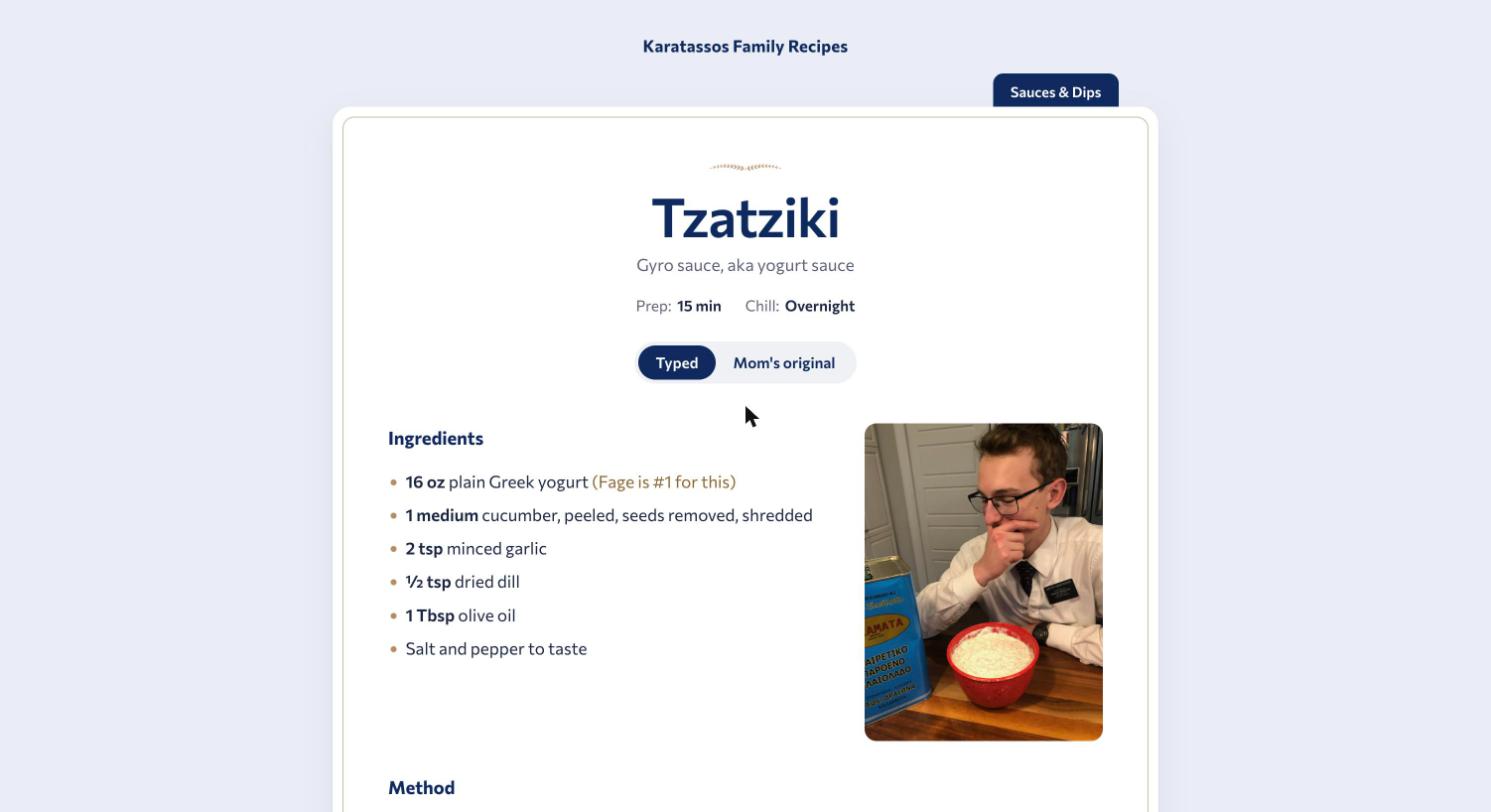 Karatassos Family Recipes
Sauces & Dips
Tzatziki
Gyro sauce, aka yogurt sauce
Prep: 15 min Chill: Overnight
Typed Mom's original
Ingredients
16 oz plain Greek yogurt (Fage is #1 for this)
1 medium cucumber, peeled, seeds removed, shredded
2 tsp minced garlic
½ tsp dried dill
1 Tbsp olive oil
Salt and pepper to taste
ΑΜΑΤΑ
Method